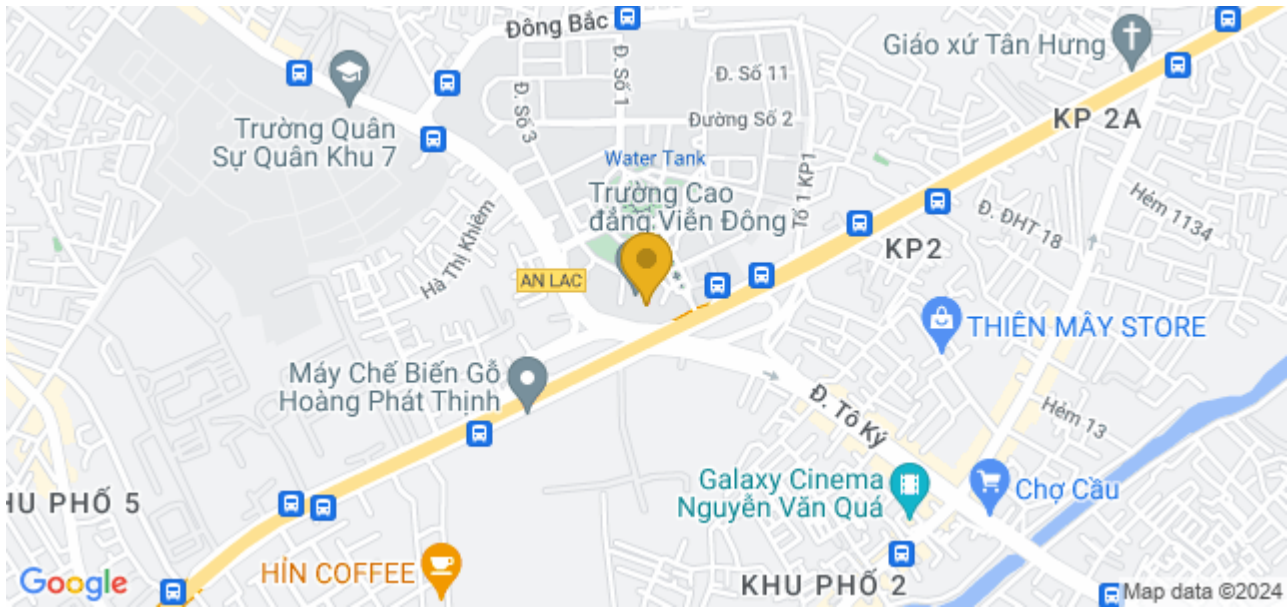 Đông Bắc
Giáo xứ Tân Hưng
Đ. Số 1
Đ. Số 11
Đ. Số 3
Đường Số 2
KP 2A
Trường Quân
Sự Quân Khu 7
Water Tank
Trường Cao
đẳng Viễn Đông
Tổ 1 KP1
Hẻm 1134
Hà Thị Khiêm
Đ. ĐHT 18
KP2
AN LAC
THIÊN MÂY STORE
Máy Chế Biến Gỗ
Hoàng Phát Thịnh
Đ. Tô Ký
Hẻm 13
Galaxy Cinema
Nguyễn Văn Quá
Chợ Cầu
HU PHỐ 5
HỈN COFFEE
KHU PHỐ 2
Google
Map data ©2024